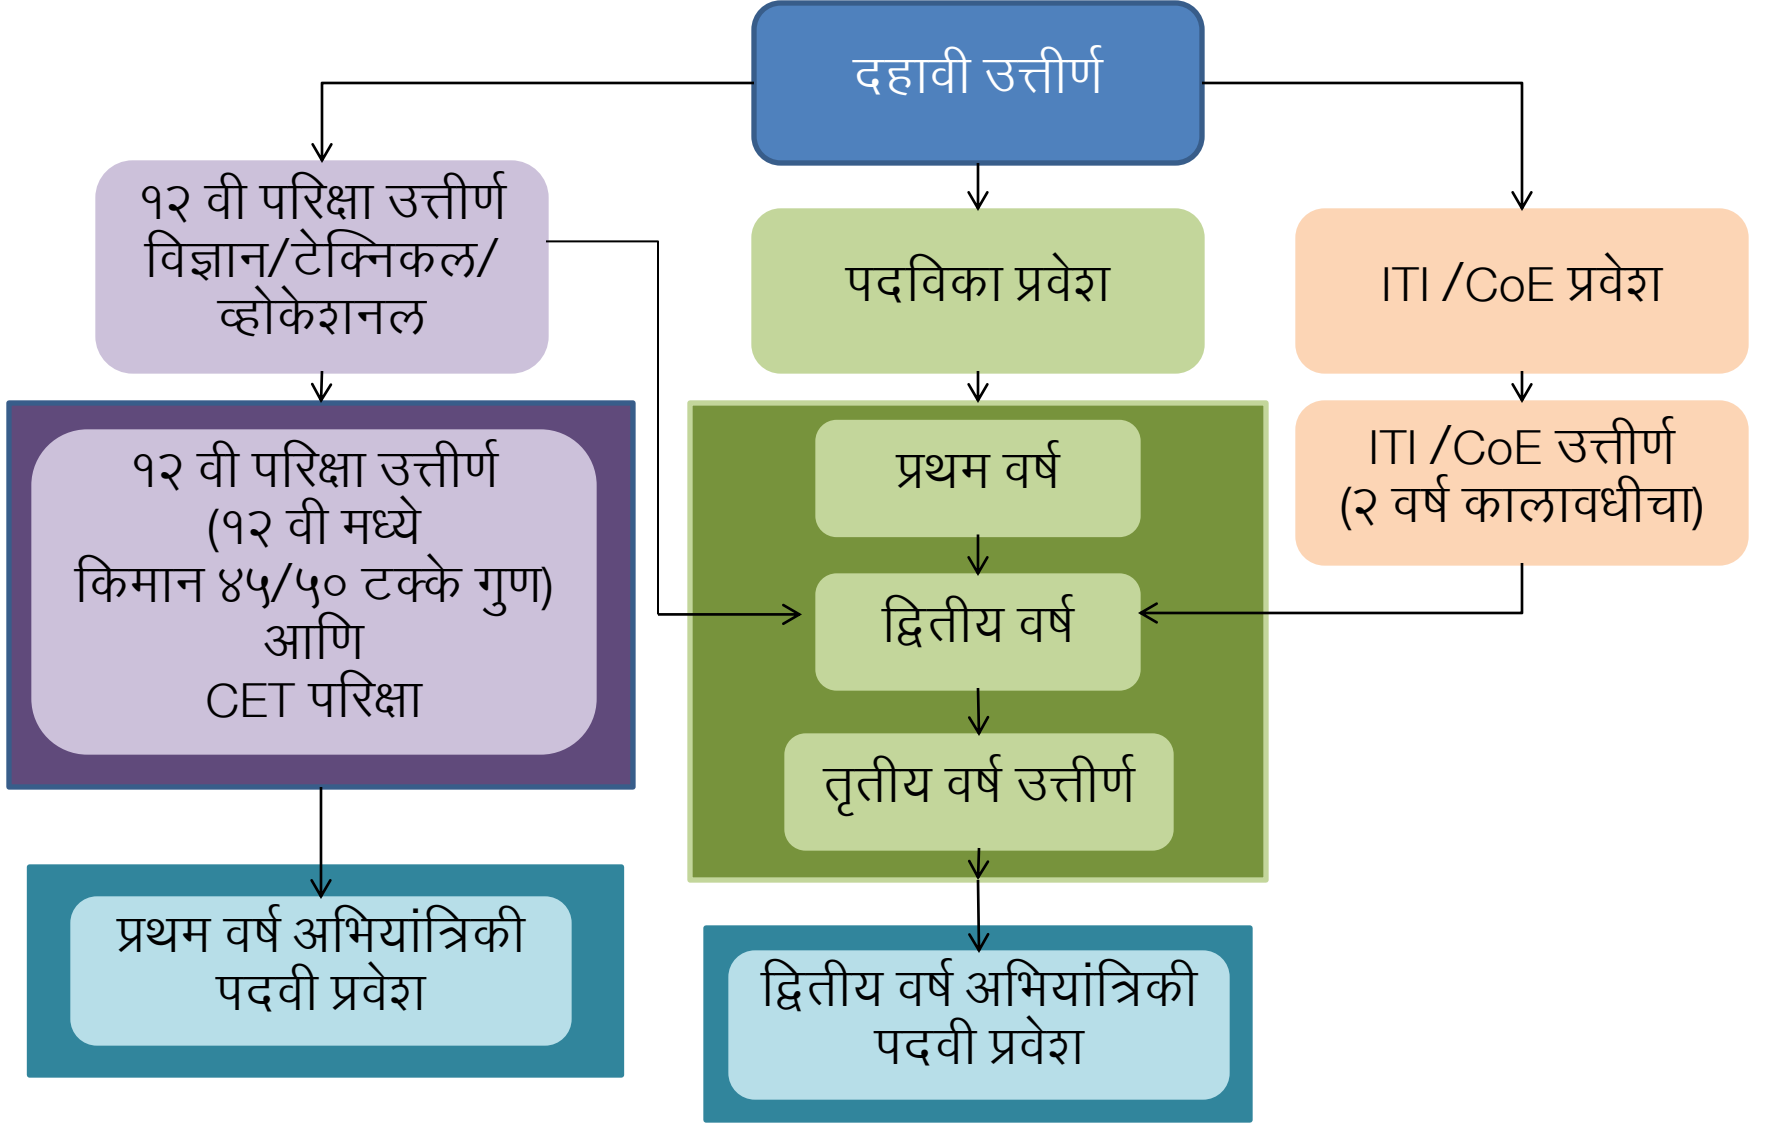 दहावी उत्तीर्ण
१२ वी परिक्षा उत्तीर्ण
विज्ञान/टेक्निकल/
व्होकेशनल
पदविका प्रवेश
ITI /CoE प्रवेश
१२ वी परिक्षा उत्तीर्ण
(१२ वी मध्ये
किमान ४५/५० टक्के गुण)
आणि
CET परिक्षा
प्रथम वर्ष
द्वितीय वर्ष
तृतीय वर्ष उत्तीर्ण
ITI /CoE उत्तीर्ण
(२ वर्ष कालावधीचा)
प्रथम वर्ष अभियांत्रिकी
पदवी प्रवेश
द्वितीय वर्ष अभियांत्रिकी
पदवी प्रवेश